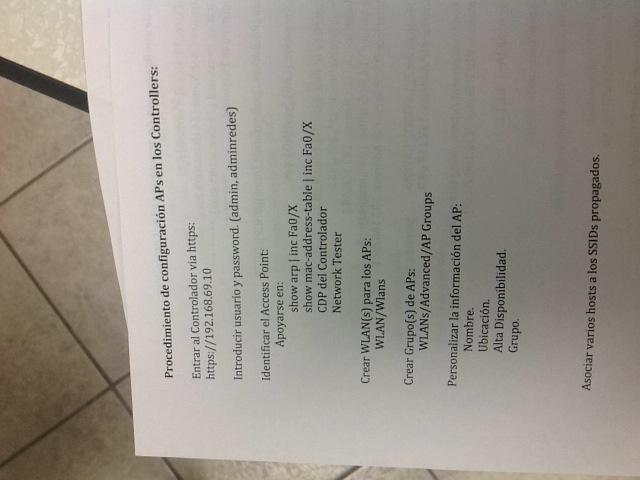 Procedimiento de configuración APs en los Controllers:
Entrar al Controlador via https:
https://192.168.69.10
Introducir usuario y password. (admin, adminredes)
Identificar el Access Point:
Apoyarse en:
show arp | inc Fa0/X
show mac-address-table | inc Fa0/X
CDP del Controlador
Network Tester
Crear WLAN(s) para los APs:
WLAN/Wlans
Crear Grupo(s) de APs:
WLANs/Advanced/AP Groups
Personalizar la información del AP:
Nombre.
Ubicación.
Alta Disponibilidad.
Grupo.
Asociar varios hosts a los SSIDs propagados.